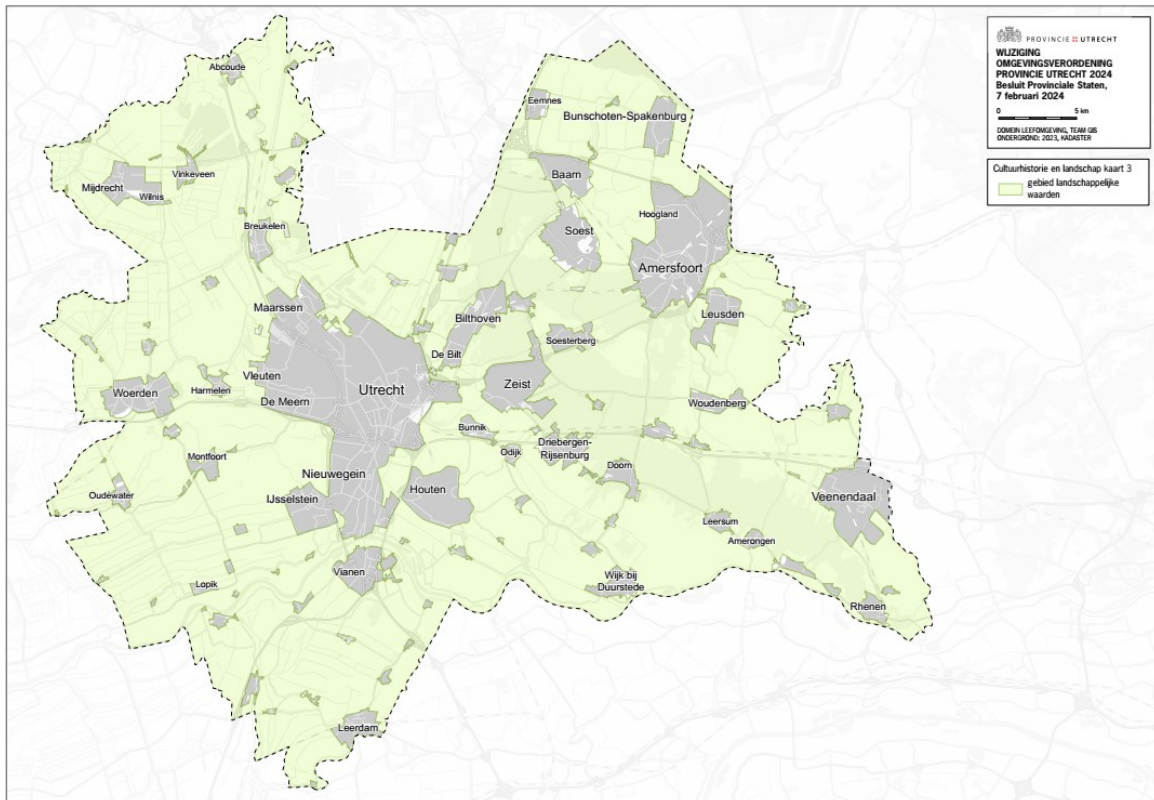 PROVINCIE UTRECHT
WIJZIGING
OMGEVINGSVERORDENING
PROVINCIE UTRECHT 2024
Besluit Provinciale Staten,
7 februari 2024
0 5 km
DOMEIN LEEFOMGEVING, TEAM GIS
ONDERGROND: 2023, KADASTER
Cultuurhistorie en landschap kaart 3
gebied landschappelijke
waarden
Abcoude
Eemnes
Bunschoten-Spakenburg
Vinkeveen
Mijdrecht
Wilnis
Baarn
Hoogland
Breukelen
Soest
Amersfoort
Maarssen
Leusden
Bilthoven
Soesterberg
De Bilt
Vleuten
Utrecht
Zeist
Woerden
Harmelen
De Meern
Woudenberg
Bunnik
Odijk
Driebergen-
Rijsenburg
Montfoort
Doorn
Nieuwegein
Oudewater
IJsselstein
Houten
Veenendaal
Leersum
Amerongen
Vianen
Lopik
Wijk bij
Duurstede
Rhenen
Leerdam